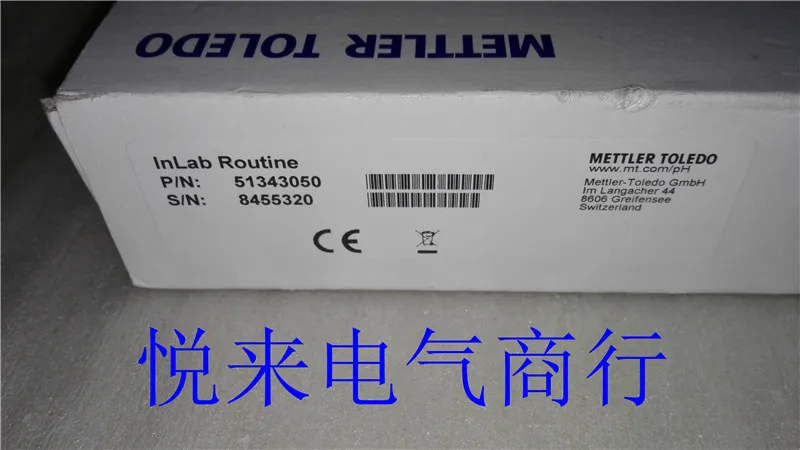 METTLER TOLEDO
InLab Routine
P/N: 51343050
S/N: 8455320
CE
METTLER TOLEDO
www.mt.com/pH
Mettler-Toledo GmbH
Im Langacher 44
8606 Greifensee
Switzerland
悦来电气商行